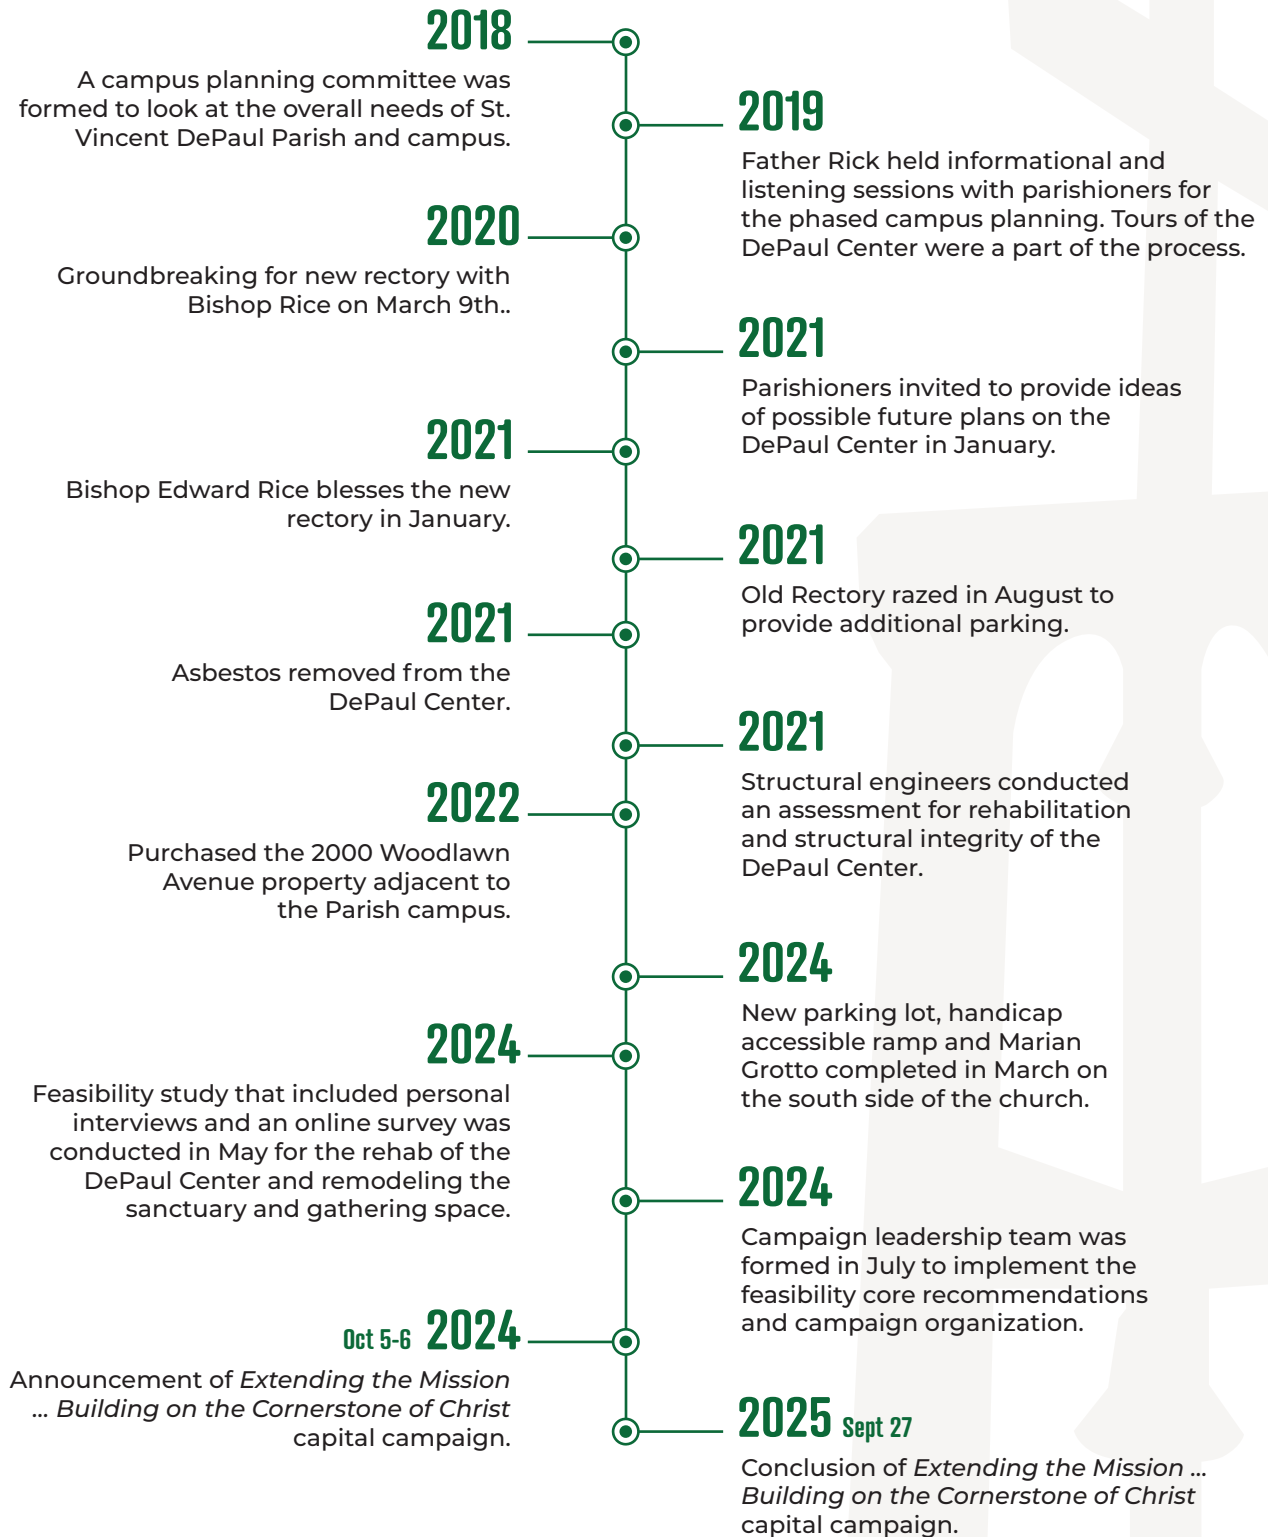 2018
A campus planning committee was
formed to look at the overall needs of St.
Vincent DePaul Parish and campus.
2019
Father Rick held informational and
listening sessions with parishioners for
the phased campus planning. Tours of the
DePaul Center were a part of the process.
2020
Groundbreaking for new rectory with
Bishop Rice on March 9th..
2021
Parishioners invited to provide ideas
of possible future plans on the
DePaul Center in January.
2021
Bishop Edward Rice blesses the new
rectory in January.
2021
Old Rectory razed in August to
provide additional parking.
2021
Asbestos removed from the
DePaul Center.
2021
Structural engineers conducted
an assessment for rehabilitation
and structural integrity of the
DePaul Center.
2022
Purchased the 2000 Woodlawn
Avenue property adjacent to
the Parish campus.
2024
New parking lot, handicap
accessible ramp and Marian
Grotto completed in March on
the south side of the church.
2024
Feasibility study that included personal
interviews and an online survey was
conducted in May for the rehab of the
DePaul Center and remodeling the
sanctuary and gathering space.
2024
Campaign leadership team was
formed in July to implement the
feasibility core recommendations
and campaign organization.
Oct 5-6 2024
Announcement of Extending the Mission
... Building on the Cornerstone of Christ
capital campaign.
2025 Sept 27
Conclusion of Extending the Mission ...
Building on the Cornerstone of Christ
capital campaign.